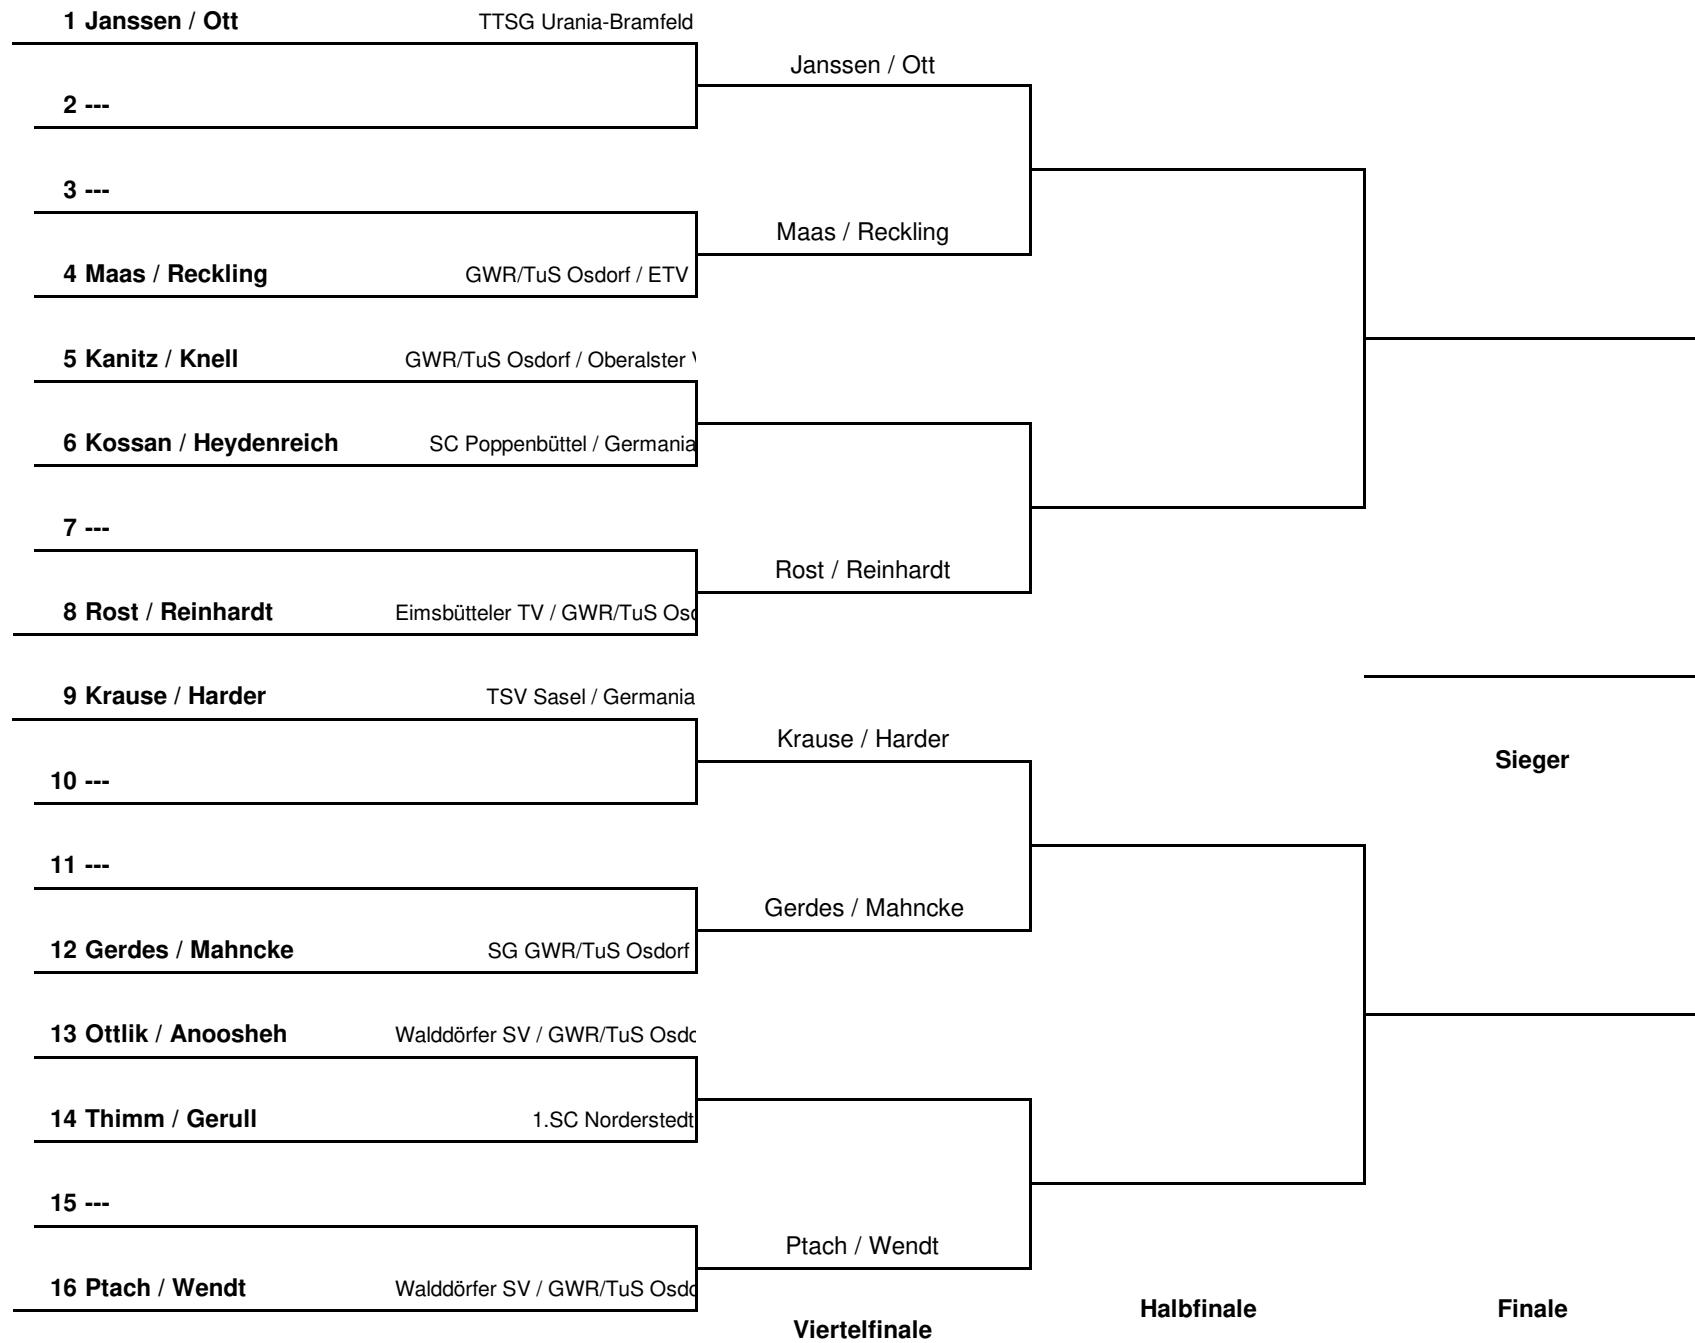 1 Janssen / Ott TTSG Urania-Bramfeld
Janssen / Ott
2 ---
3 ---
Maas / Reckling
4 Maas / Reckling GWR/TuS Osdorf / ETV
5 Kanitz / Knell GWR/TuS Osdorf / Oberalster
6 Kossan / Heydenreich SC Poppenbüttel / Germania
7 ---
Rost / Reinhardt
8 Rost / Reinhardt Eimsbütteler TV / GWR/TuS Osd
9 Krause / Harder TSV Sasel / Germania
Krause / Harder
Sieger
10 ---
11 ---
Gerdes / Mahncke
12 Gerdes / Mahncke SG GWR/TuS Osdorf
13 Ottlik / Anoosheh Walddörfer SV / GWR/TuS Osdo
14 Thimm / Gerull 1.SC Norderstedt
15 ---
Ptach / Wendt
16 Ptach / Wendt Walddörfer SV / GWR/TuS Osdo
Halbfinale Finale
Viertelfinale